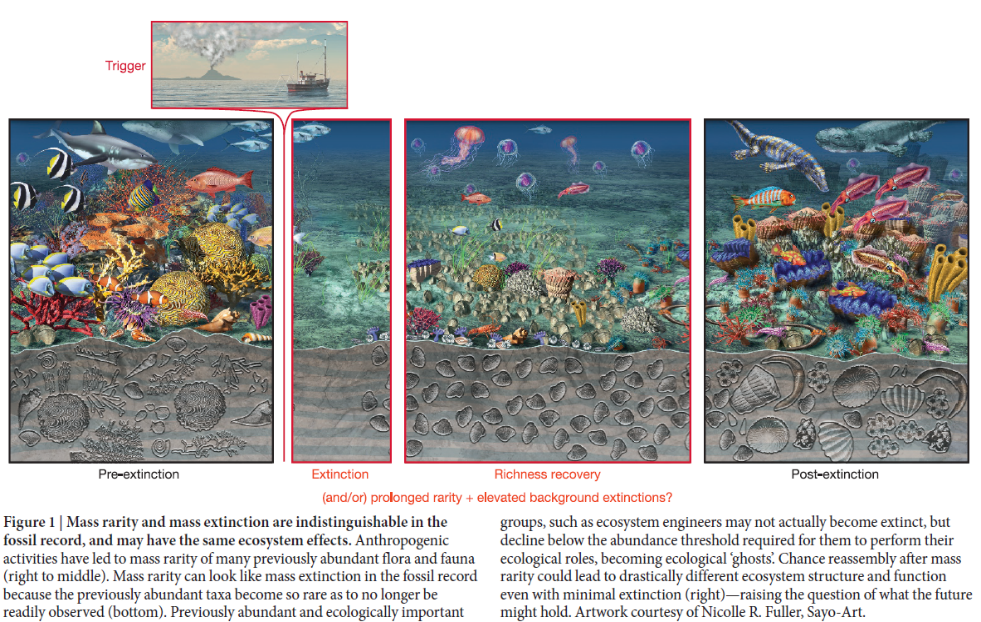 Trigger
Pre–extinction
Extinction
Richness recovery
Post–extinction
(and/or) prolonged rarity + elevated background extinctions?
Figure 1 | Mass rarity and mass extinction are indistinguishable in the
fossil record, and may have the same ecosystem effects. Anthropogenic
activities have led to mass rarity of many previously abundant flora and fauna
(right to middle). Mass rarity can look like mass extinction in the fossil record
because the previously abundant taxa become so rare as to no longer be
readily observed (bottom). Previously abundant and ecologically important
groups, such as ecosystem engineers may not actually become extinct, but
decline below the abundance threshold required for them to perform their
ecological roles, becoming ecological ‘ghosts’. Chance reassembly after mass
rarity could lead to drastically different ecosystem structure and function
even with minimal extinction (right)—raising the question of what the future
might hold. Artwork courtesy of Nicolle R. Fuller, Sayo-Art.